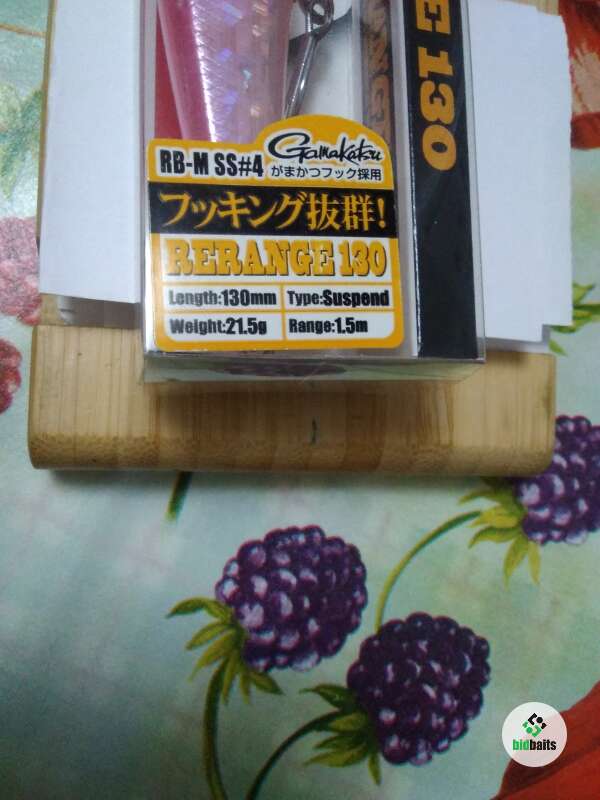 E 130
RB-M SS#4
Gamakatsu
がまかつフック採用
フッキング抜群!
RERANGE 130
Length:130mm Type:Suspend
Weight:21.5g Range:1.5m
bidbaits